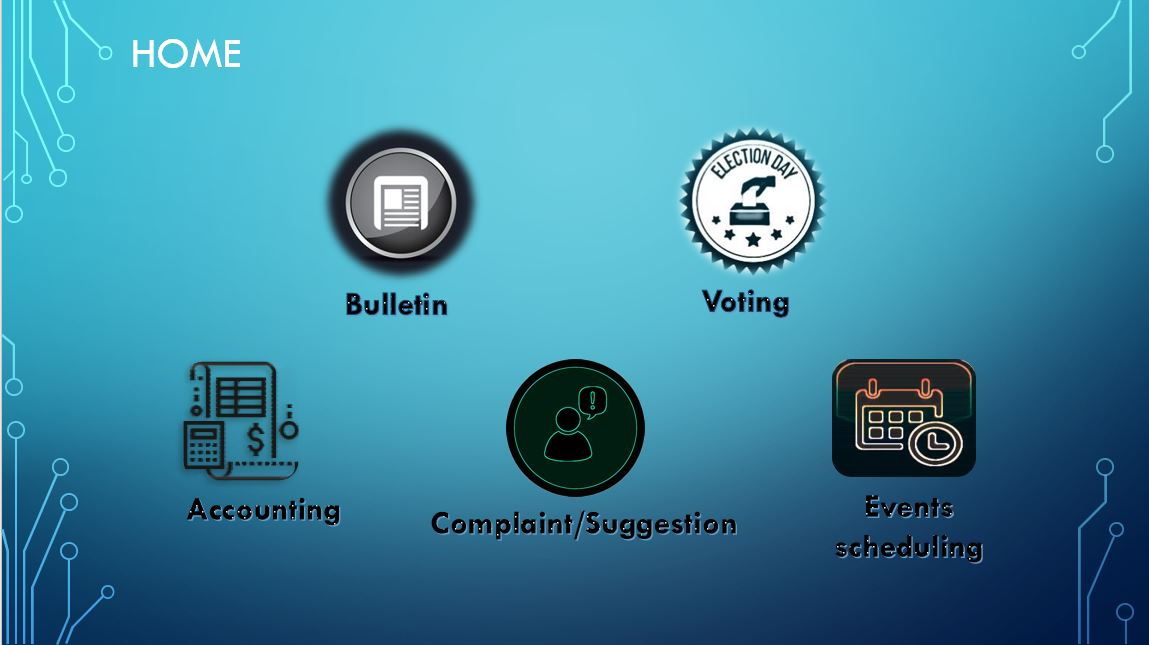 HOME
ELECTION DAY
Bulletin
Voting
$
!
Accounting
Complaint/Suggestion
Events
scheduling